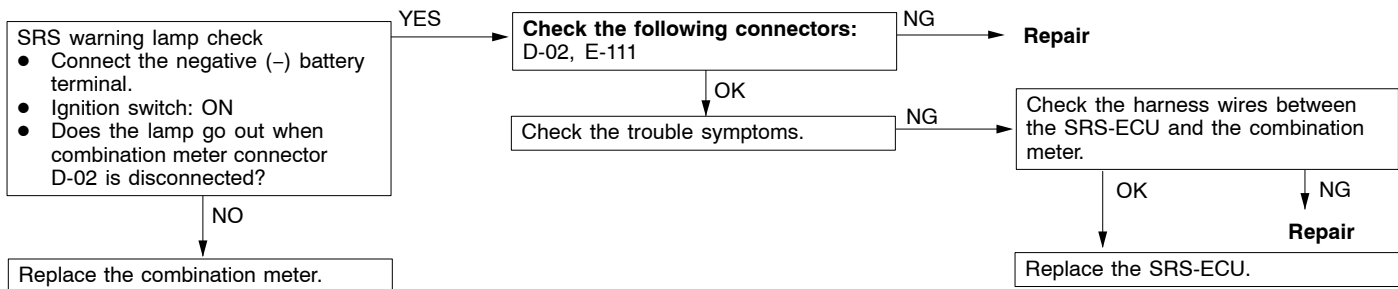 SRS warning lamp check
● Connect the negative (–) battery
terminal.
● Ignition switch: ON
● Does the lamp go out when
combination meter connector
D-02 is disconnected?
YES
NO
Replace the combination meter.
Check the following connectors:
D-02, E-111
NG
Repair
OK
Check the trouble symptoms.
NG
Check the harness wires between
the SRS-ECU and the combination
meter.
OK
NG
Repair
Replace the SRS-ECU.